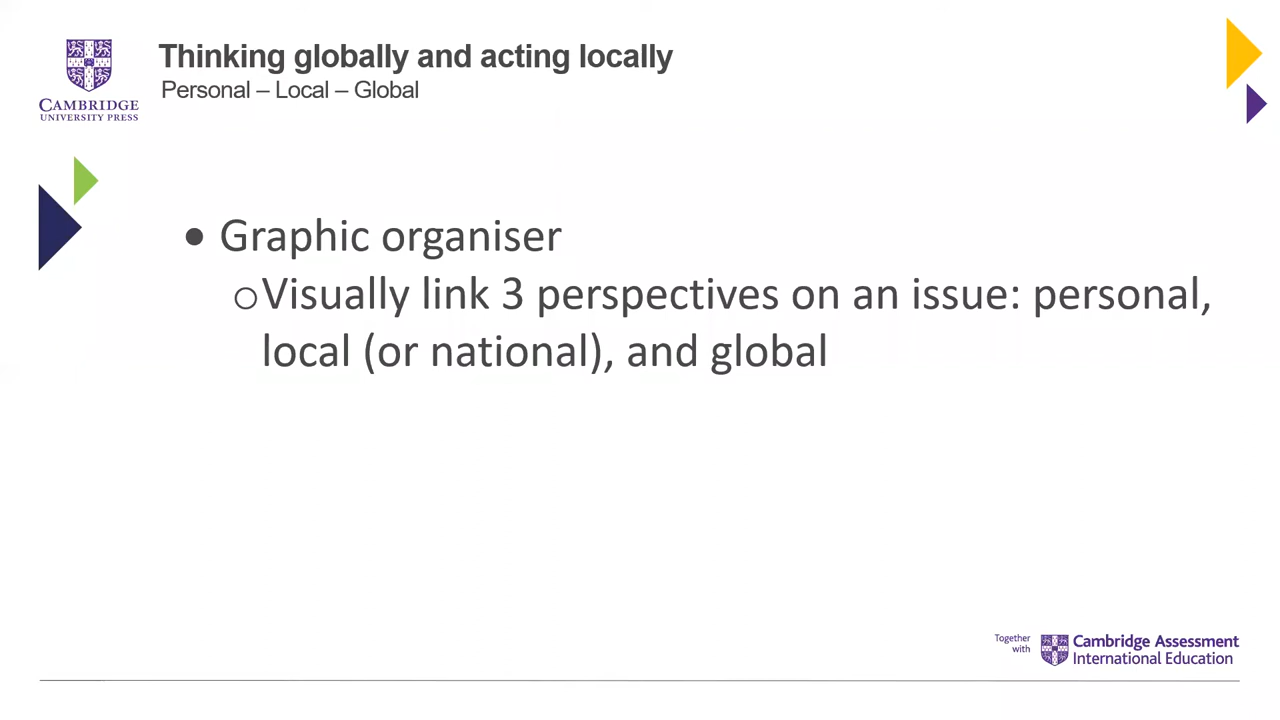 Thinking globally and acting locally
Personal – Local – Global
CAMBRIDGE
UNIVERSITY PRESS
• Graphic organiser
oVisually link 3 perspectives on an issue: personal,
local (or national), and global
Together
with
Cambridge Assessment
International Education